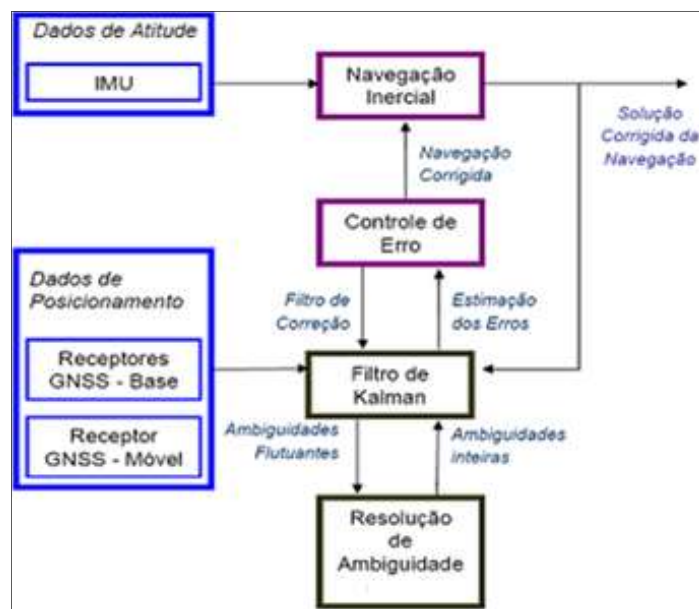 Dados de Atitude
IMU
Navegação
Inercial
Solução
Corrigida da
Navegação
Navegação
Corrigida
Controle de
Erro
Dados de
Posicionamento
Filtro de
Correção
Estimação
dos Erros
Receptores
GNSS - Base
Filtro de
Kalman
Receptor
GNSS - Móvel
Ambiguidades
Flutuantes
Ambiguidades
inteiras
Resolução
de
Ambiguidade